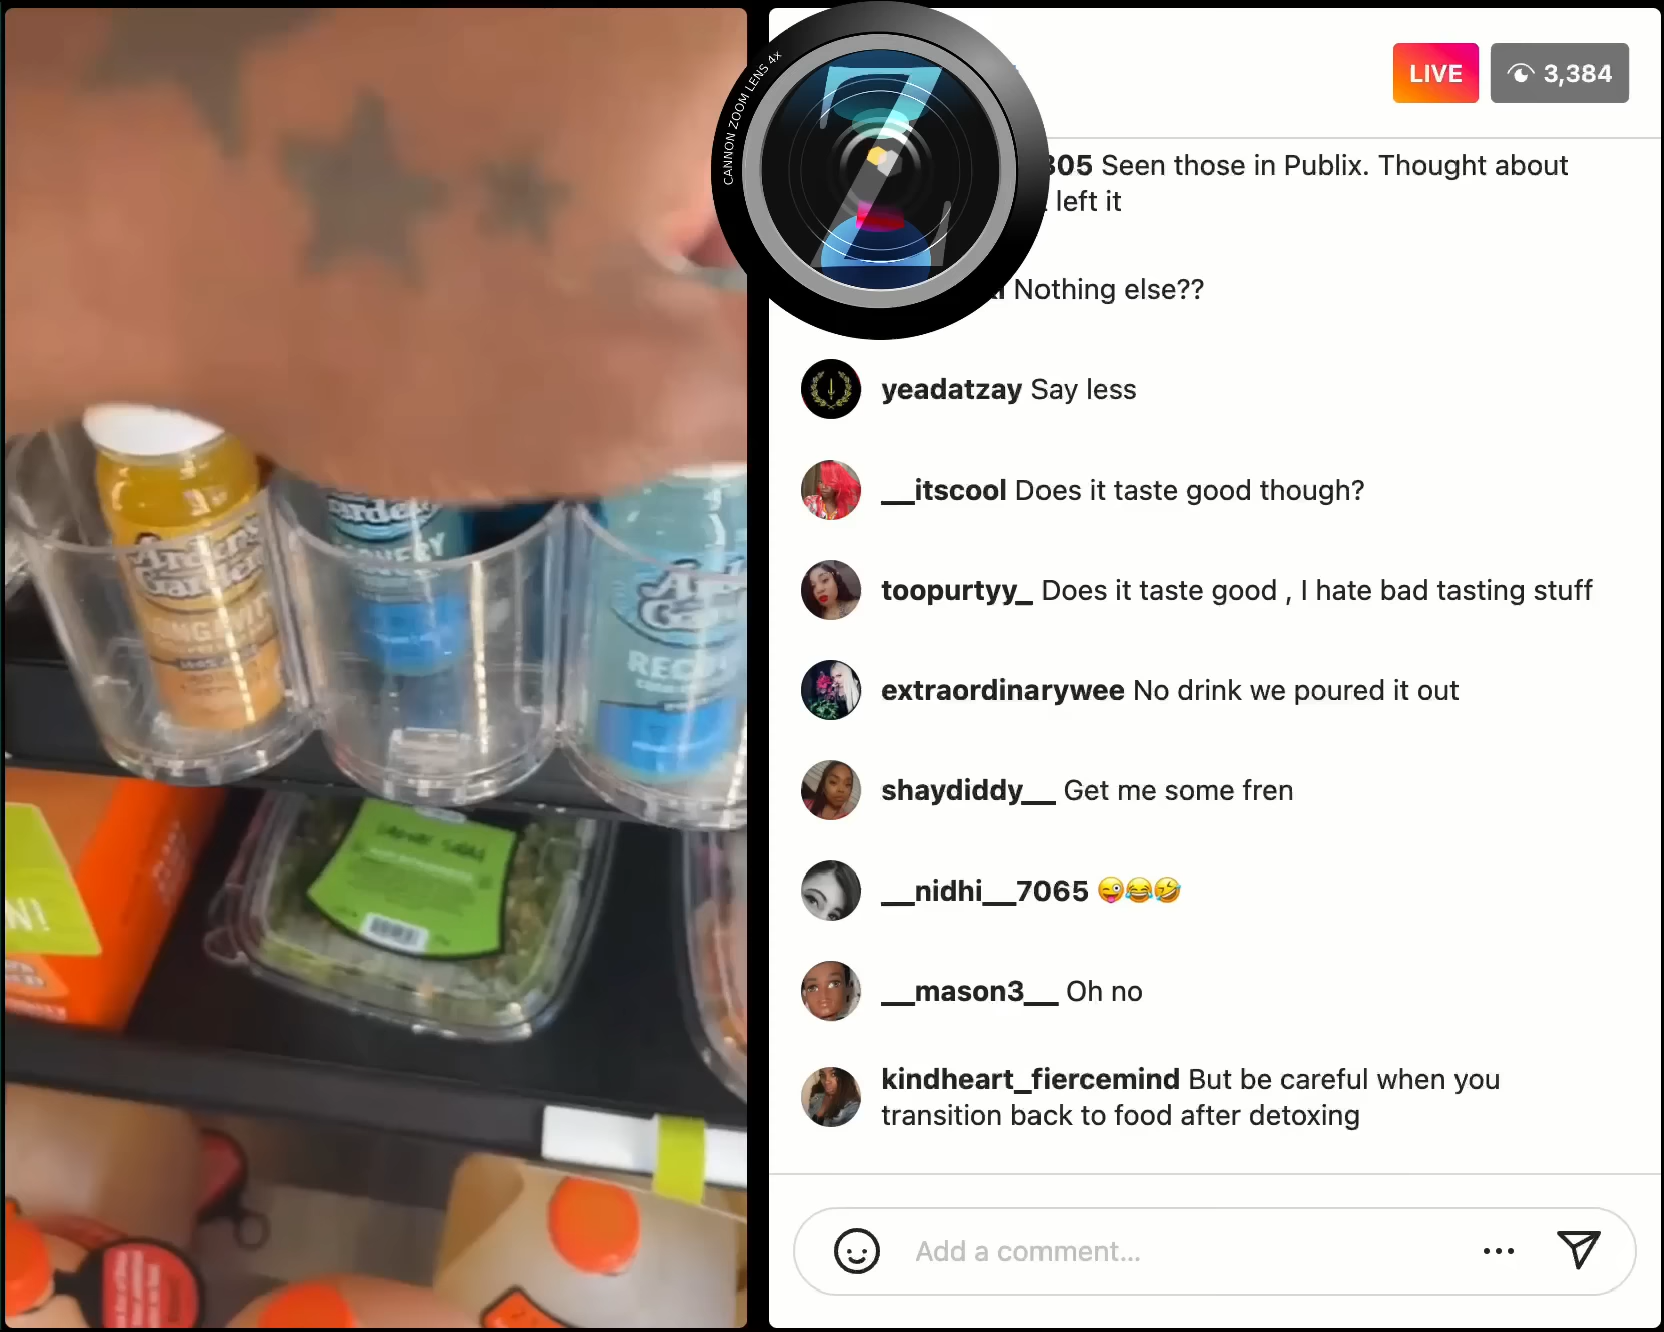 CANNON ZOOM LENS 4x
Z
LIVE
3,384
305 Seen those in Publix. Thought about
left it
Nothing else??
yeadatzay Say less
__itscool Does it taste good though?
toopurtyy_ Does it taste good , I hate bad tasting stuff
extraordinarywee No drink we poured it out
shaydiddy__ Get me some fren
__nidhi__7065 😜😂🤣
__mason3__ Oh no
kindheart_fiercemind But be careful when you
transition back to food after detoxing
Add a comment...
Arden's
Garden